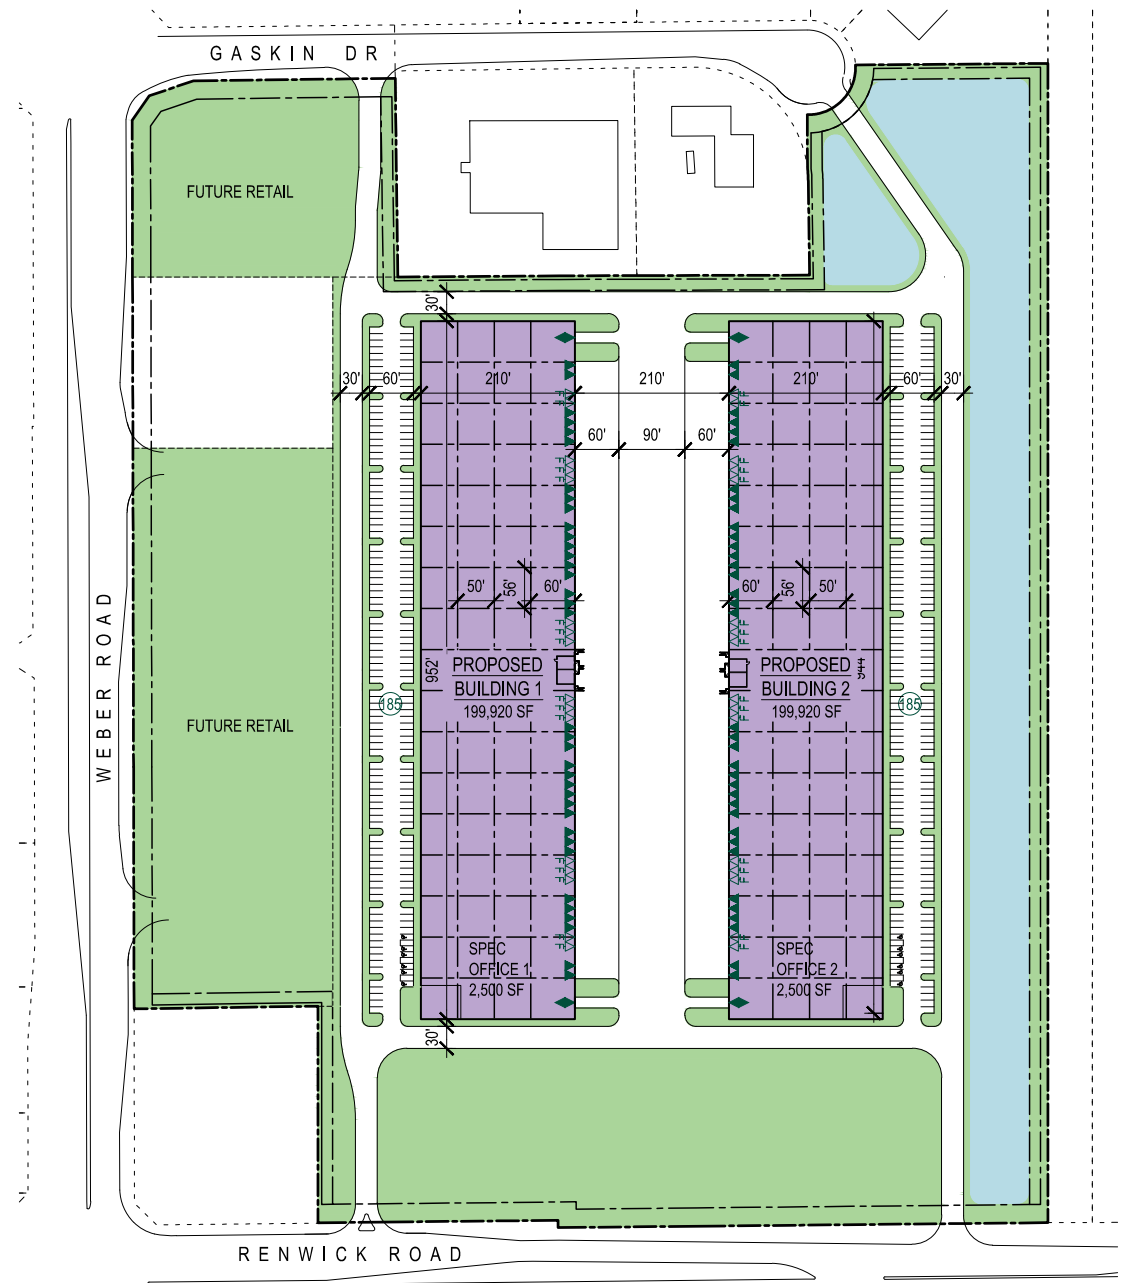 GASKIN DR
FUTURE RETAIL
30'
30' 60' 210' 210' 210' 60' 30'
60' 90' 60'
50' 56' 60' 60' 56' 50'
WEBER ROAD
952'
PROPOSED
BUILDING 1
199,920 SF
PROPOSED
BUILDING 2
199,920 SF
944
185
185
FUTURE RETAIL
SPEC
OFFICE 1
2,500 SF
SPEC
OFFICE 2
2,500 SF
30'
RENWICK ROAD